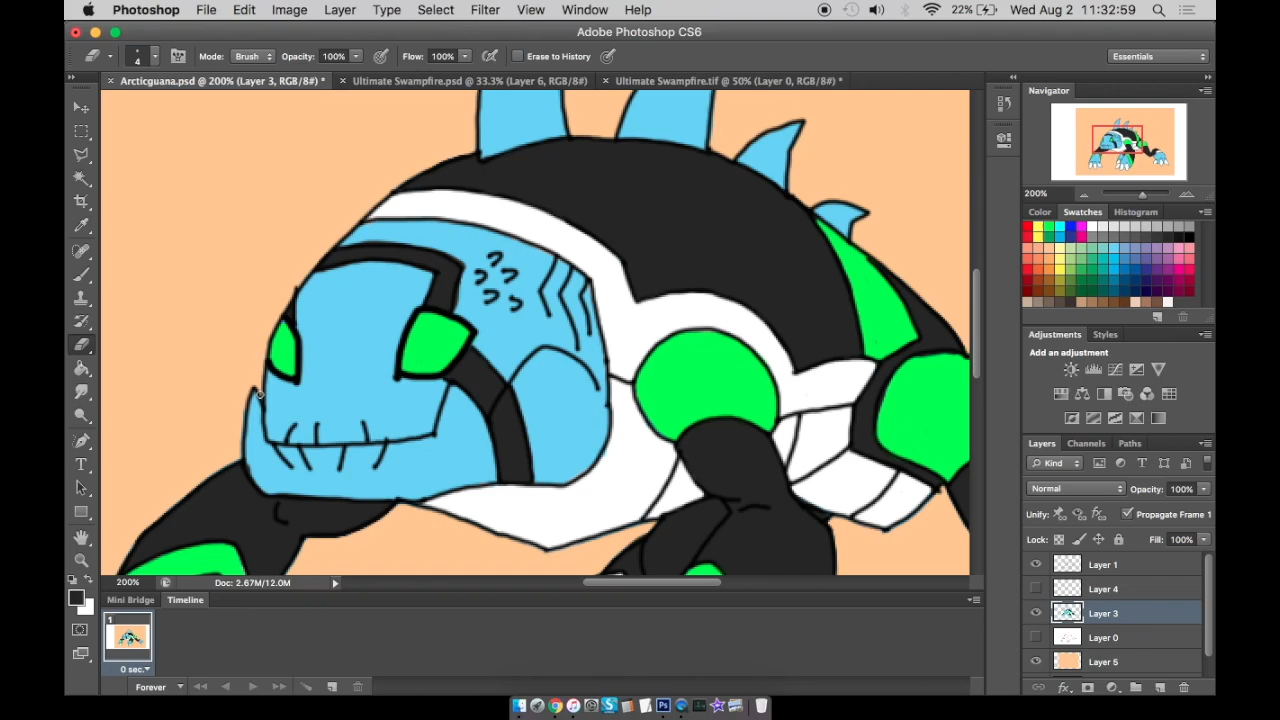 Photoshop File Edit Image Layer Type Select Filter View Window Help 22% Wed Aug 2 11:32:59
Adobe Photoshop CS6
4 Mode: Brush Opacity: 100% Flow: 100% Erase to History Essentials
× Arcticguana.psd @ 200% (Layer 3, RGB/8#) * × Ultimate Swampfire.psd @ 33.3% (Layer 6, RGB/8#) × Ultimate Swampfire.tif @ 50% (Layer 0, RGB/8#) *
Navigator
200%
Color Swatches Histogram
Adjustments Styles
Add an adjustment
Layers Channels Paths
Kind
Normal Opacity: 100%
Unify: Propagate Frame 1
Lock: Fill: 100%
Layer 1
Layer 4
Layer 3
Layer 0
Layer 5
200% Doc: 2.67M/12.0M
Mini Bridge Timeline
1
0 sec.
Forever